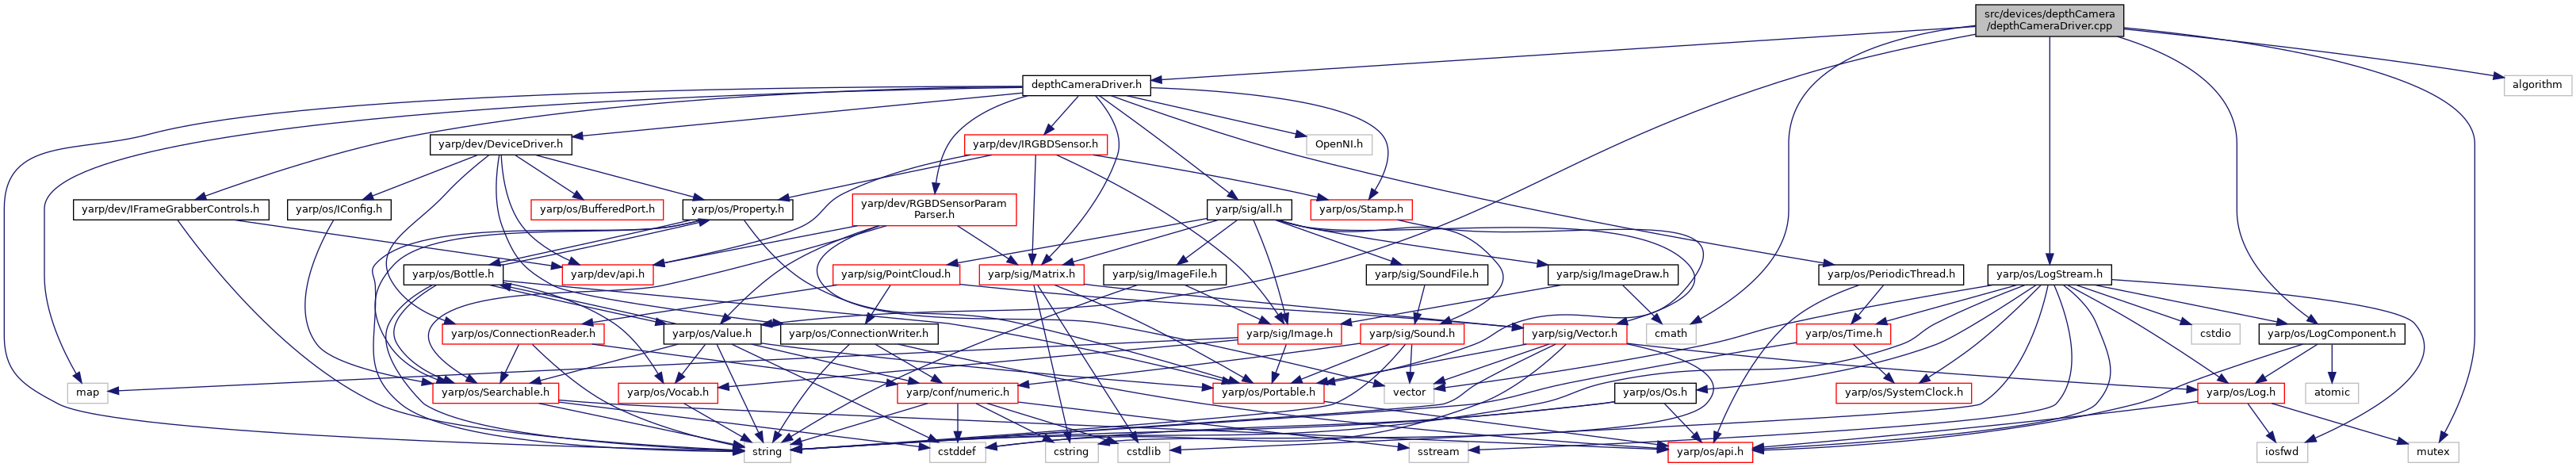 src/devices/depthCamera
/depthCameraDriver.cpp
depthCameraDriver.h
algorithm
yarp/dev/DeviceDriver.h
yarp/dev/IRGBDSensor.h
OpenNI.h
yarp/dev/IFrameGrabberControls.h
yarp/os/IConfig.h
yarp/os/BufferedPort.h
yarp/os/Property.h
yarp/dev/RGBDSensorParam
Parser.h
yarp/sig/all.h
yarp/os/Stamp.h
yarp/os/Bottle.h
yarp/dev/api.h
yarp/sig/PointCloud.h
yarp/sig/Matrix.h
yarp/sig/ImageFile.h
yarp/sig/SoundFile.h
yarp/sig/ImageDraw.h
yarp/os/PeriodicThread.h
yarp/os/LogStream.h
yarp/os/ConnectionReader.h
yarp/os/Value.h
yarp/os/ConnectionWriter.h
yarp/sig/Image.h
yarp/sig/Sound.h
yarp/sig/Vector.h
cmath
yarp/os/Time.h
cstdio
yarp/os/LogComponent.h
map
yarp/os/Searchable.h
yarp/os/Vocab.h
yarp/conf/numeric.h
yarp/os/Portable.h
vector
yarp/os/Os.h
yarp/os/SystemClock.h
yarp/os/Log.h
atomic
string
cstddef
cstring
cstdlib
sstream
yarp/os/api.h
iosfwd
mutex